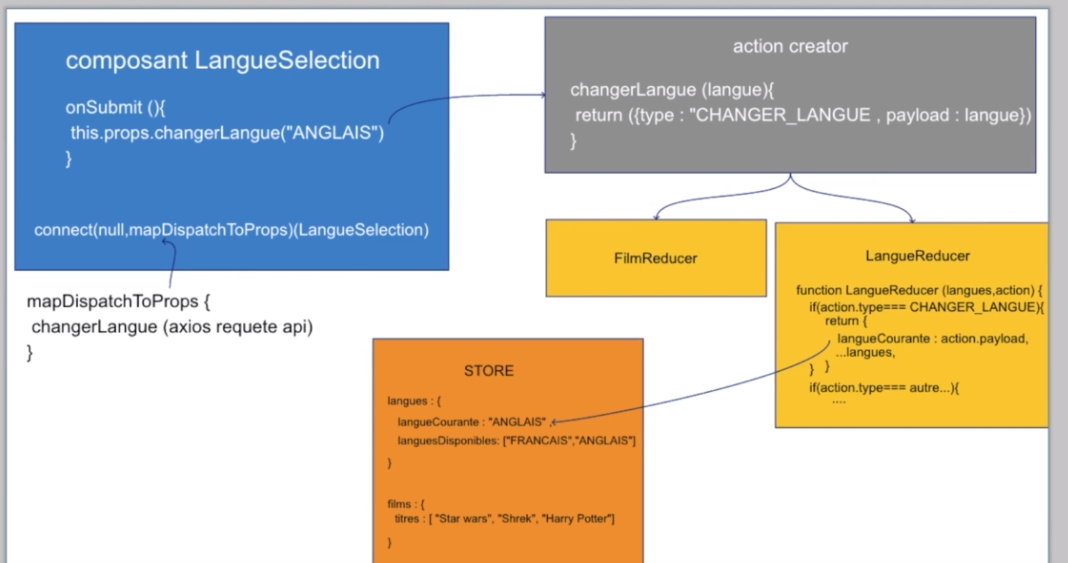 composant LangueSelection
onSubmit (){
this.props.changerLangue("ANGLAIS")
}
connect(null,mapDispatchToProps)(LangueSelection)
mapDispatchToProps {
changerLangue (axios requete api)
}
action creator
changerLangue (langue){
return ({type : "CHANGER_LANGUE , payload : langue})
}
FilmReducer
LangueReducer
function LangueReducer (langues,action) {
if(action.type=== CHANGER_LANGUE){
return {
langueCourante : action.payload,
...langues,
} }
if(action.type=== autre...){
....
STORE
langues : {
langueCourante : "ANGLAIS" ,
languesDisponibles: ["FRANCAIS","ANGLAIS"]
}
films : {
titres : [ "Star wars", "Shrek", "Harry Potter"]
}